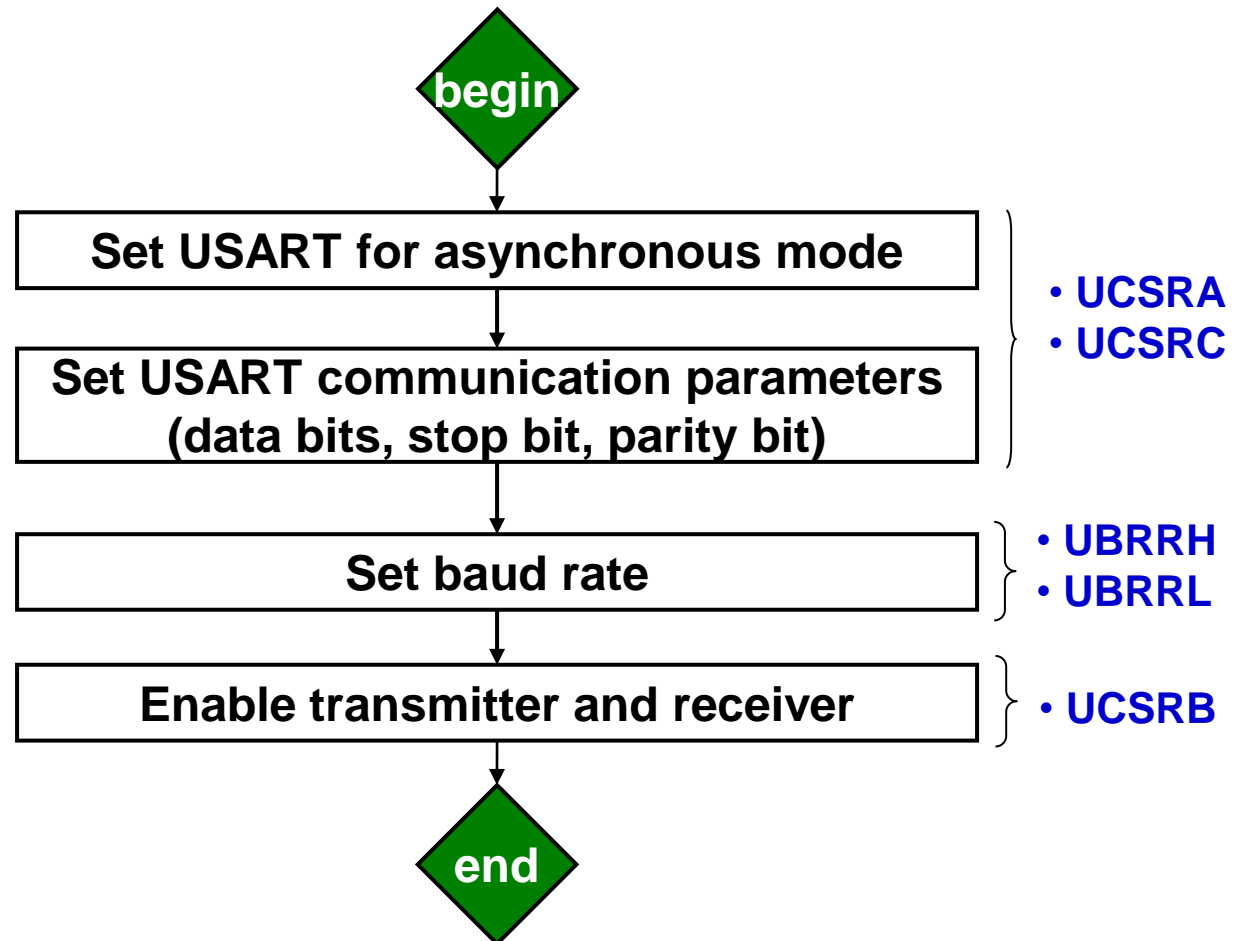 begin
Set USART for asynchronous mode
• UCSRA
• UCSRC
Set USART communication parameters
(data bits, stop bit, parity bit)
Set baud rate
• UBRRH
• UBRRL
Enable transmitter and receiver
• UCSRB
end